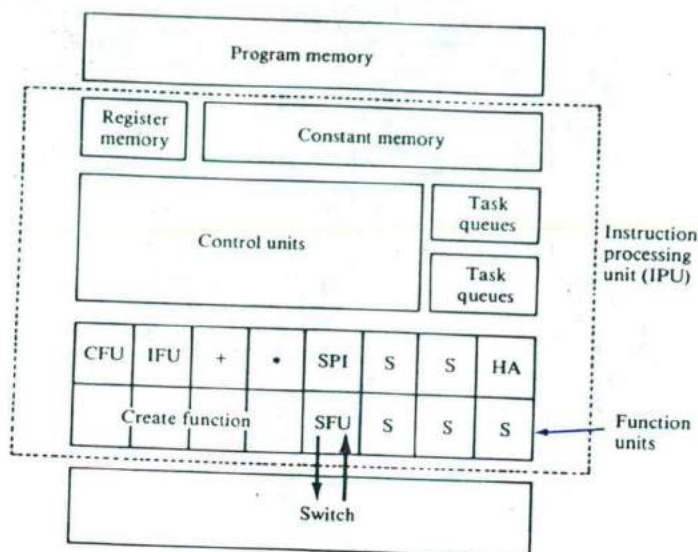 Program memory
Register
memory
Constant memory
Control units
Task
queues
Task
queues
Instruction
processing
unit (IPU)
CFU IFU + • SPI S S HA
Create function SFU S S S
Function
units
Switch